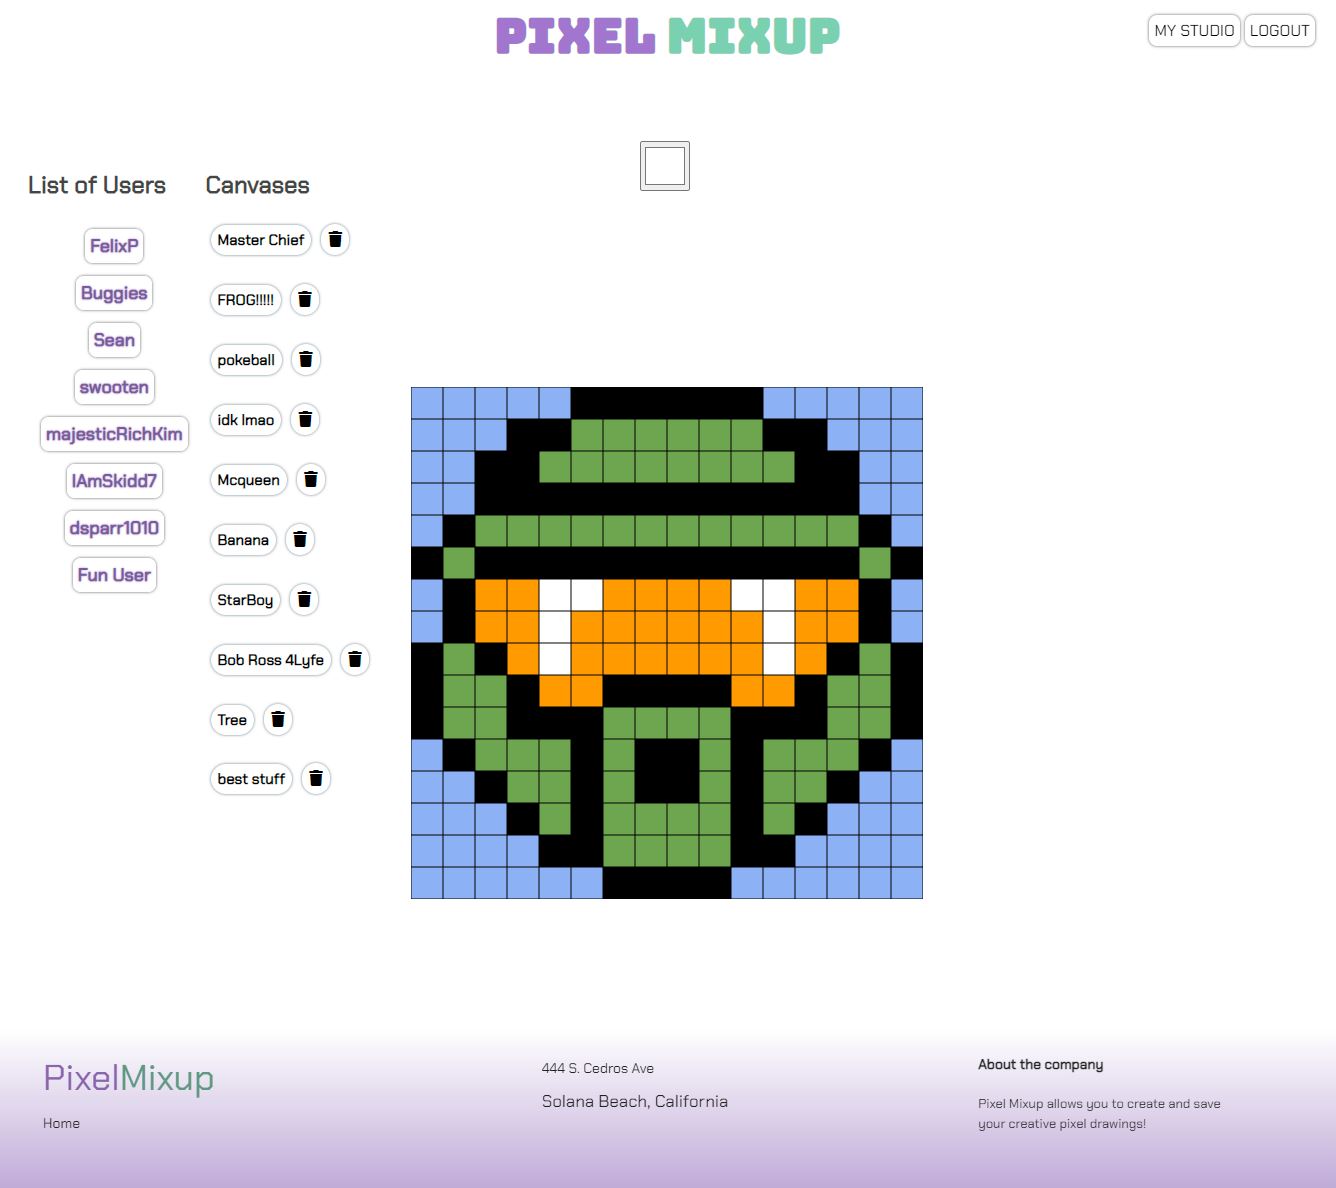 PIXEL MIXUP
MY STUDIO
LOGOUT
List of Users
FelixP
Buggies
Sean
swooten
majesticRichKim
IAmSkidd7
dsparr1010
Fun User
Canvases
Master Chief
FROG!!!!!
pokeball
idk lmao
Mcqueen
Banana
StarBoy
Bob Ross 4Lyfe
Tree
best stuff
PixelMixup
Home
444 S. Cedros Ave
Solana Beach, California
About the company
Pixel Mixup allows you to create and save
your creative pixel drawings!